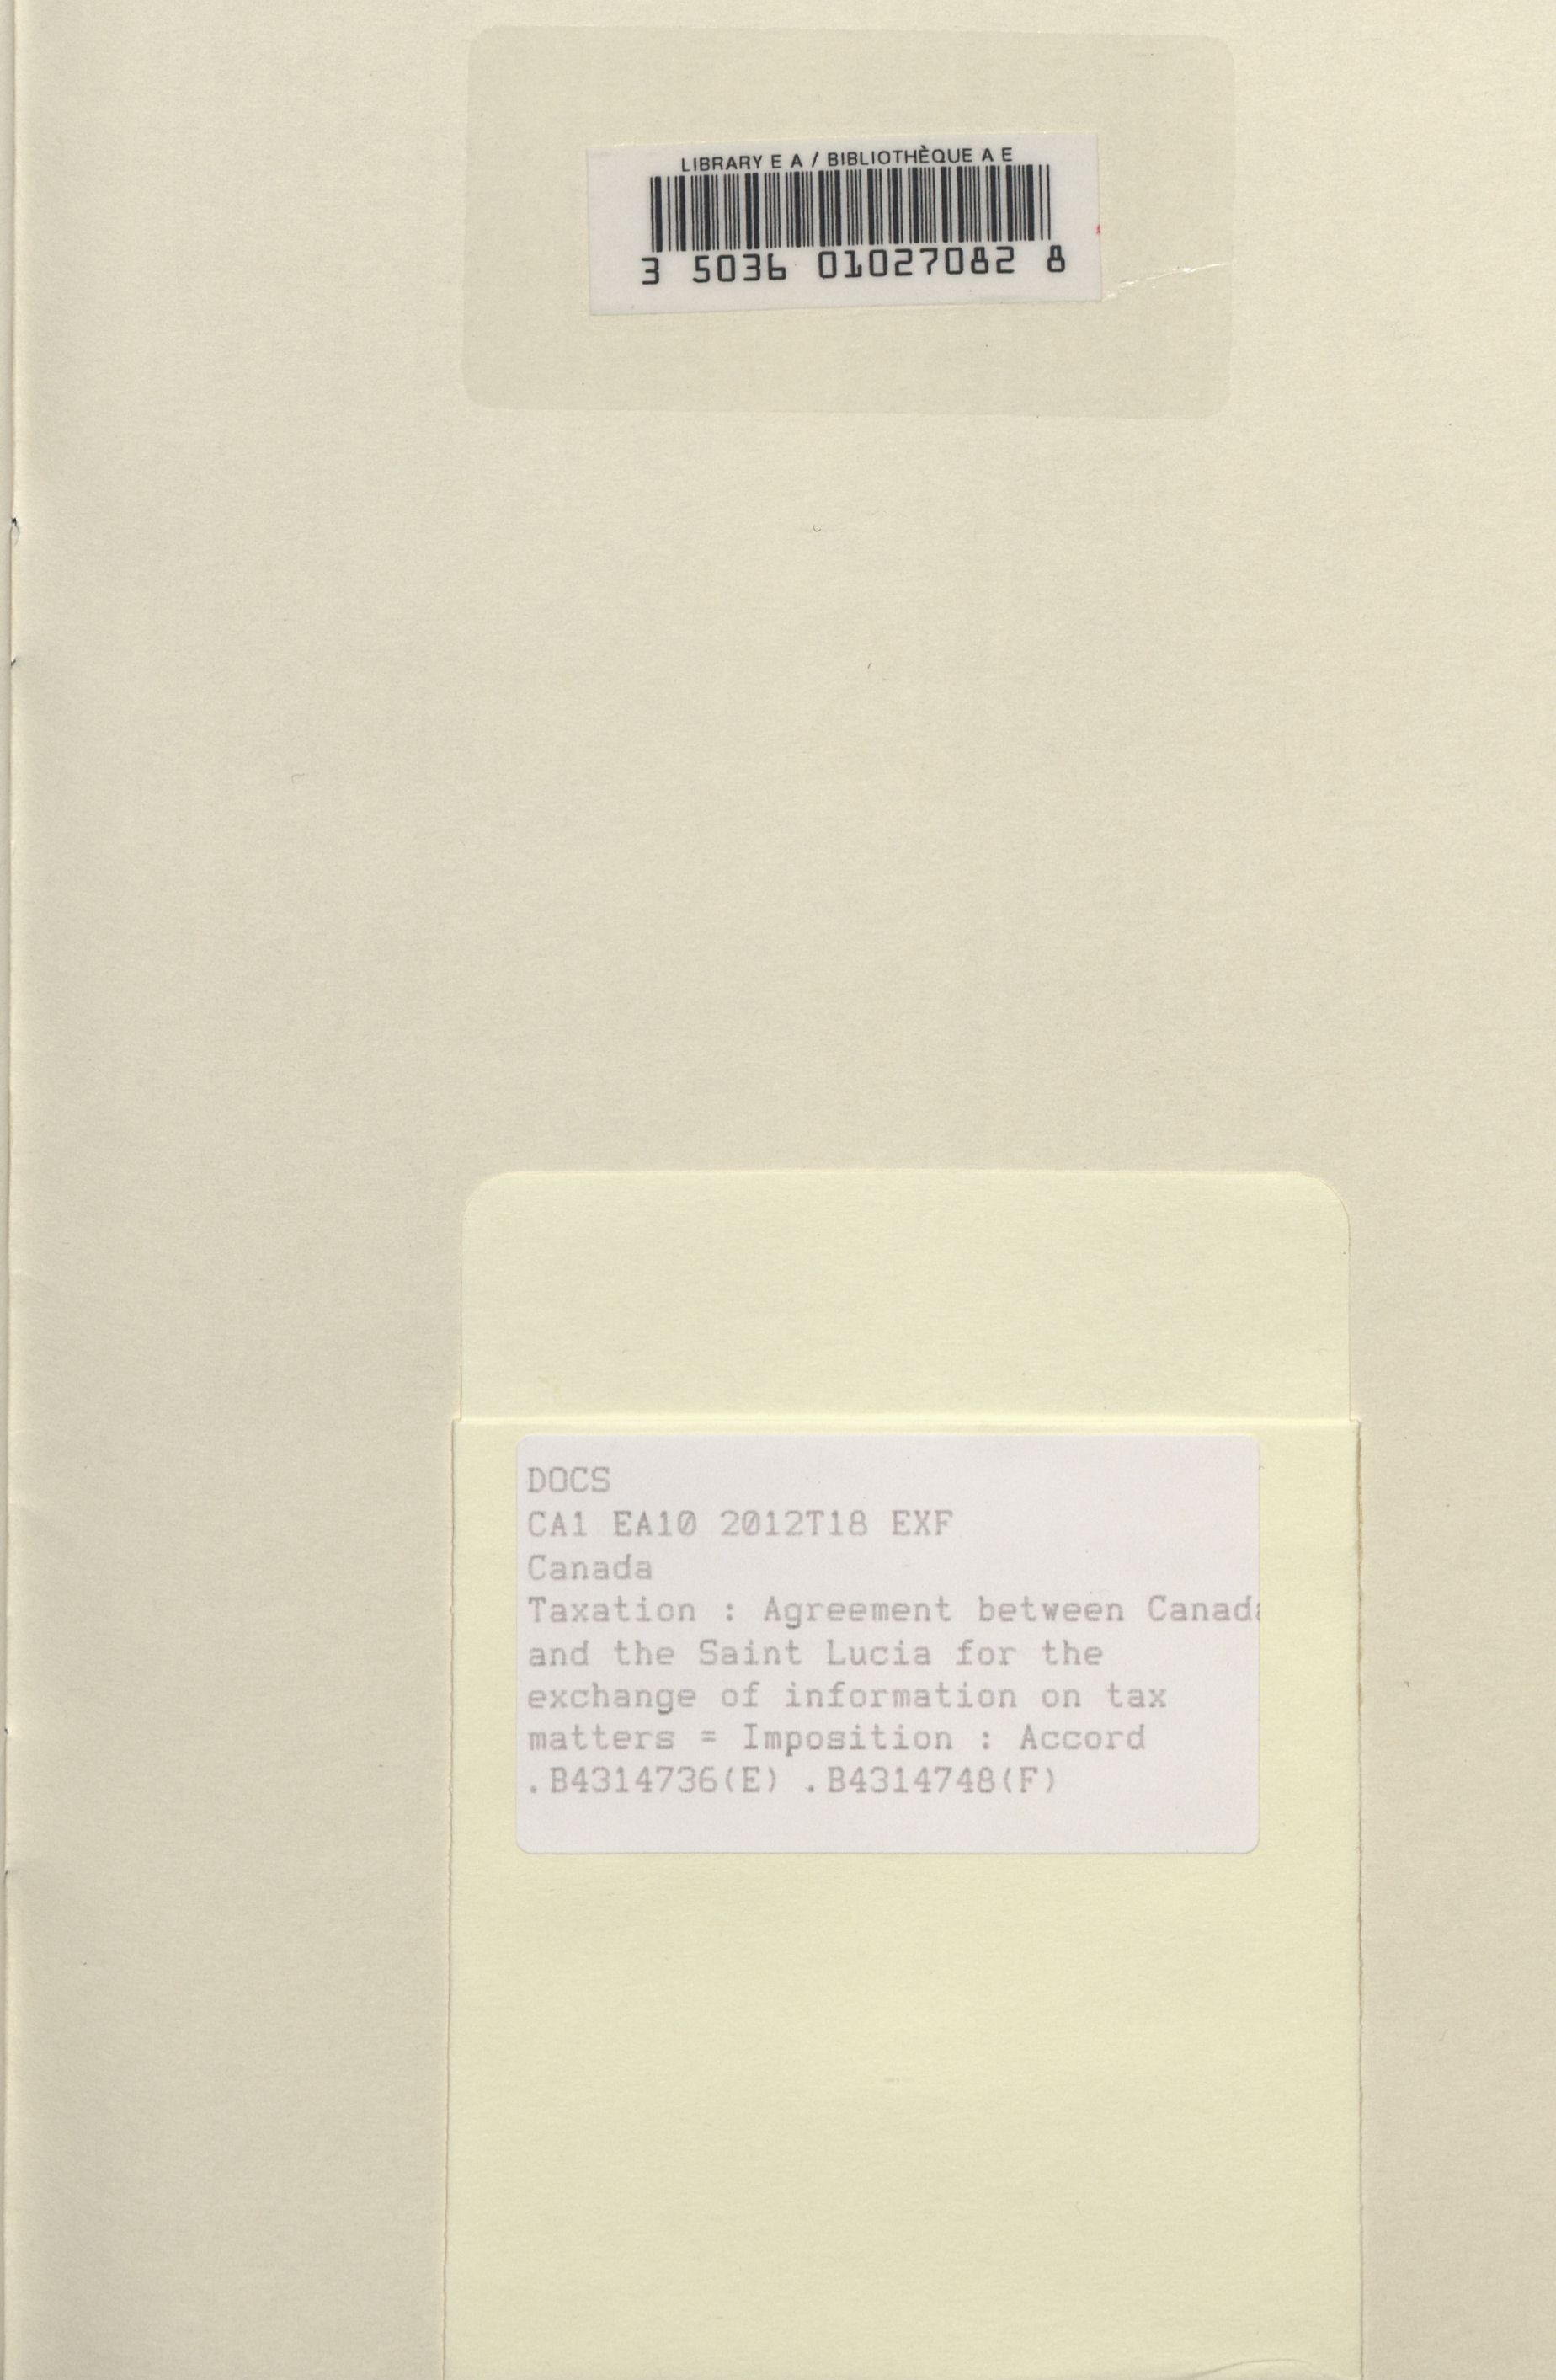 LIBRARY E A / BIBLIOTHÈQUE A E
3 5036 01027082 8
DOCS
CA1 EA10 2012T18 EXF
Canada
Taxation : Agreement between Canada
and the Saint Lucia for the
exchange of information on tax
matters = Imposition : Accord
.B4314736(E) .B4314748(F)